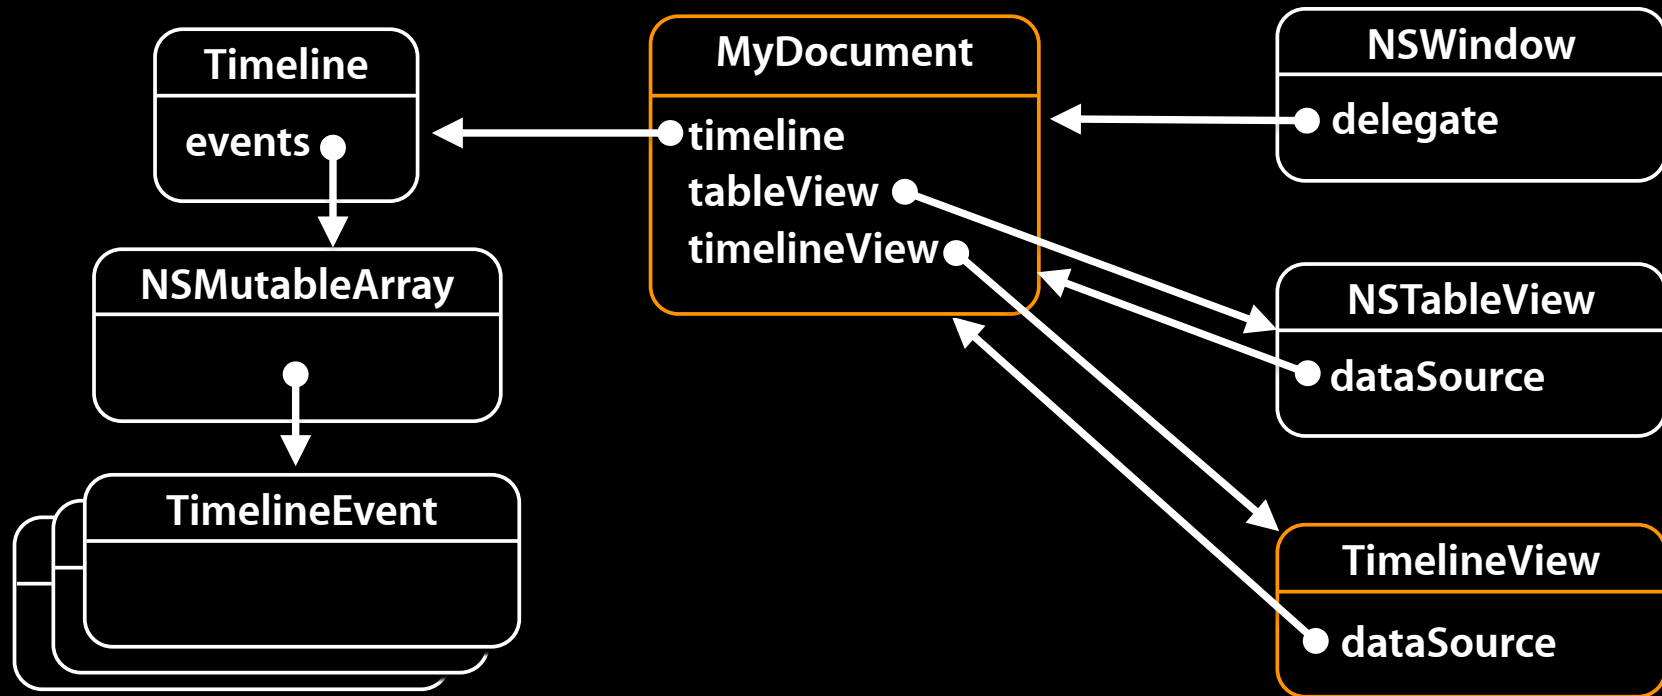 Timeline
events
NSMutableArray
TimelineEvent
MyDocument
timeline
tableView
timelineView
NSWindow
delegate
NSTableView
dataSource
TimelineView
dataSource